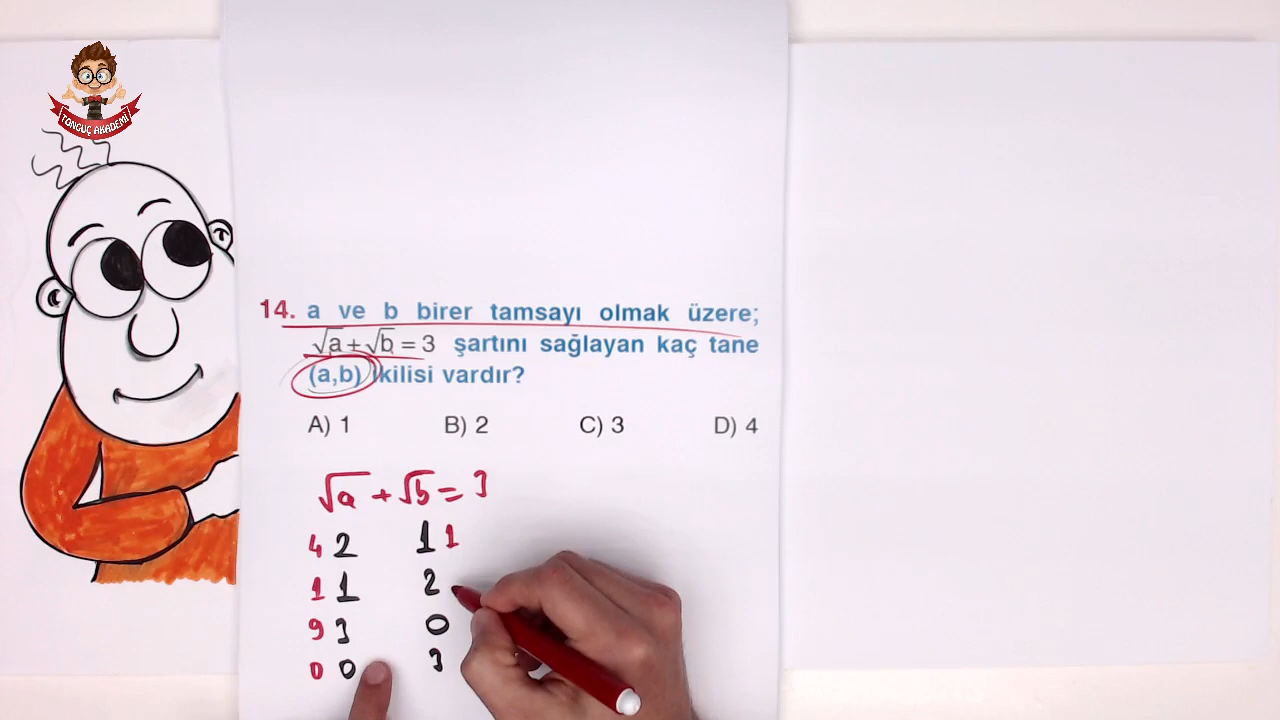 TONGUÇ AKADEMİ
14. a ve b birer tamsayı olmak üzere;
√a+√b = 3 şartını sağlayan kaç tane
(a,b) ikilisi vardır?
A) 1 B) 2 C) 3 D) 4
√a + √b = 3
4 2 1 1
1 1 2
9 3 0
0 0 3